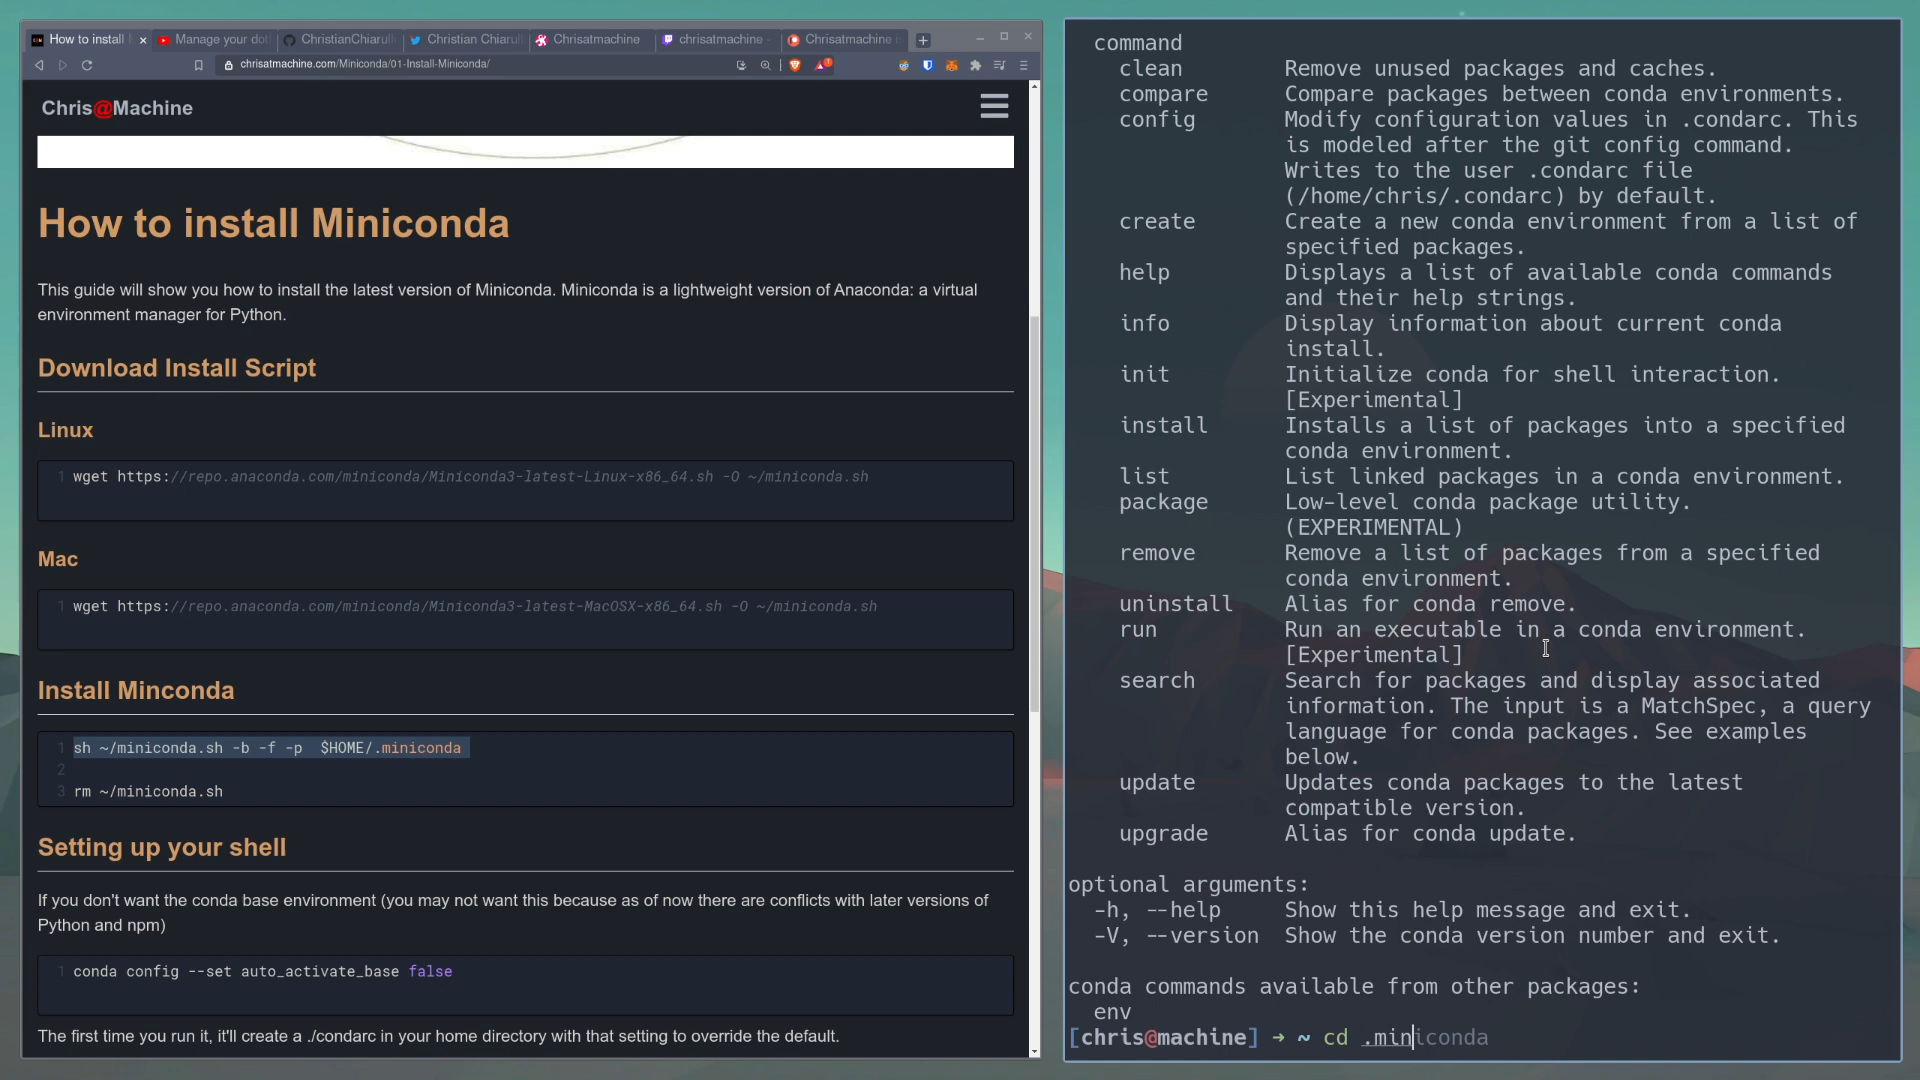 How to install
Manage your dot
ChristianChiarull
Christian Chiarull
Chrisatmachine
chrisatmachine -
Chrisatmachine i
chrisatmachine.com/Miniconda/01-Install-Miniconda/
1
Chris@Machine
How to install Miniconda
This guide will show you how to install the latest version of Miniconda. Miniconda is a lightweight version of Anaconda: a virtual
environment manager for Python.
Download Install Script
Linux
1 wget https://repo.anaconda.com/miniconda/Miniconda3-latest-Linux-x86_64.sh -O ~/miniconda.sh
Mac
1 wget https://repo.anaconda.com/miniconda/Miniconda3-latest-MacOSX-x86_64.sh -O ~/miniconda.sh
Install Minconda
1 sh ~/miniconda.sh -b -f -p  $HOME/.miniconda
2
3 rm ~/miniconda.sh
Setting up your shell
If you don't want the conda base environment (you may not want this because as of now there are conflicts with later versions of
Python and npm)
1 conda config --set auto_activate_base false
The first time you run it, it'll create a ./condarc in your home directory with that setting to override the default.
command
clean Remove unused packages and caches.
compare Compare packages between conda environments.
config Modify configuration values in .condarc. This
is modeled after the git config command.
Writes to the user .condarc file
(/home/chris/.condarc) by default.
create Create a new conda environment from a list of
specified packages.
help Displays a list of available conda commands
and their help strings.
info Display information about current conda
install.
init Initialize conda for shell interaction.
[Experimental]
install Installs a list of packages into a specified
conda environment.
list List linked packages in a conda environment.
package Low-level conda package utility.
(EXPERIMENTAL)
remove Remove a list of packages from a specified
conda environment.
uninstall Alias for conda remove.
run Run an executable in a conda environment.
[Experimental]
search Search for packages and display associated
information. The input is a MatchSpec, a query
language for conda packages. See examples
below.
update Updates conda packages to the latest
compatible version.
upgrade Alias for conda update.
optional arguments:
-h, --help Show this help message and exit.
-V, --version Show the conda version number and exit.
conda commands available from other packages:
env
[chris@machine] → ~ cd .miniconda